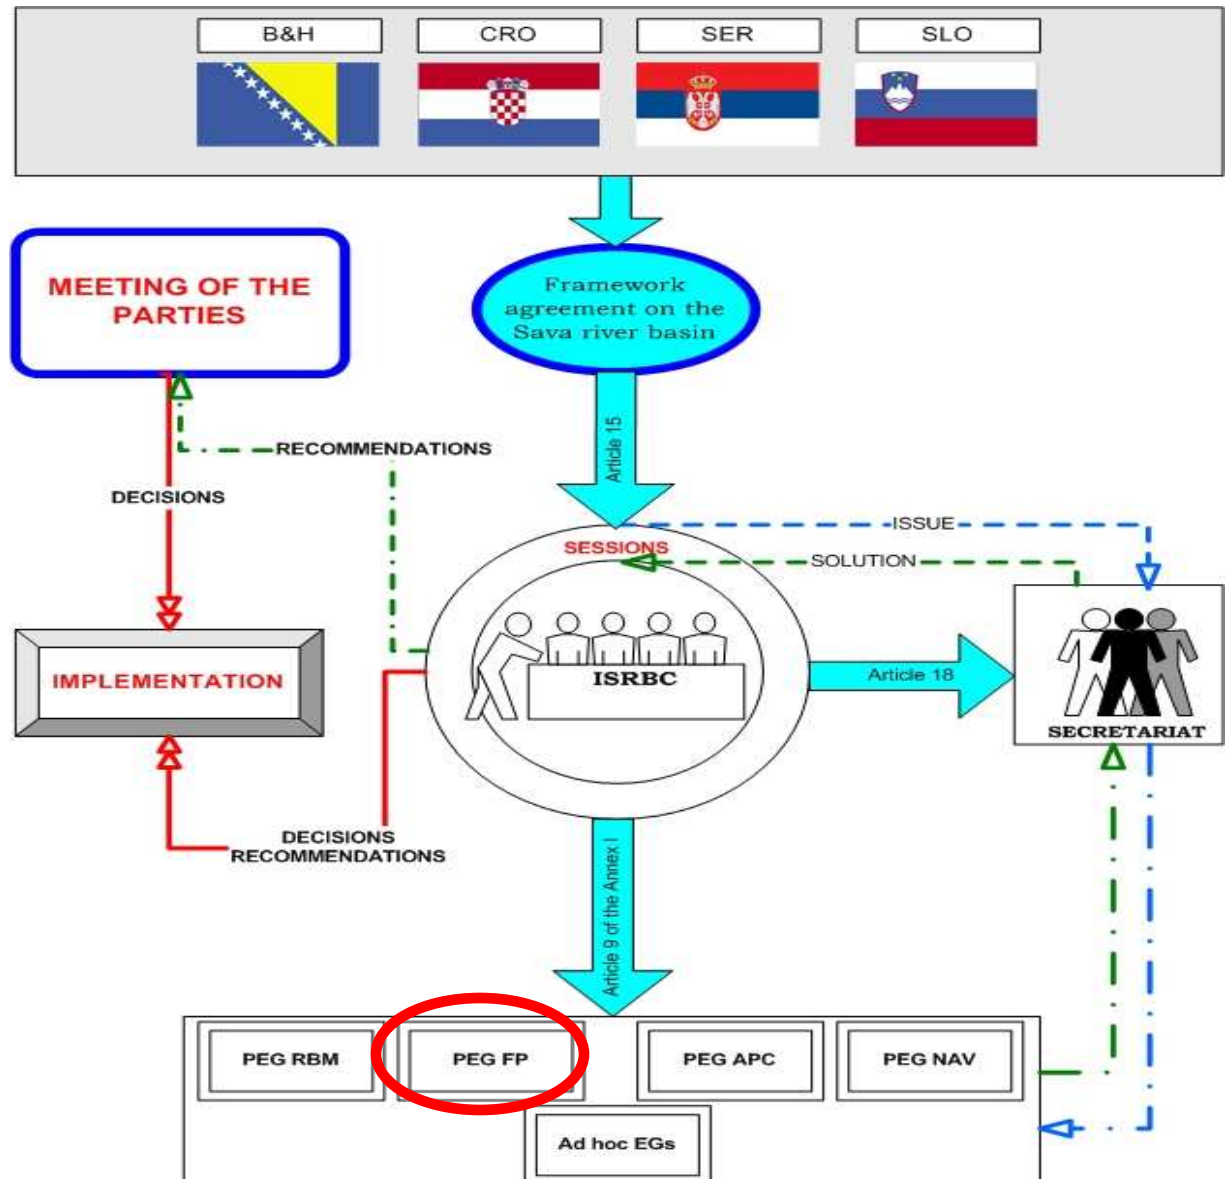 B&H
CRO
SER
SLO
MEETING OF THE
PARTIES
Framework
agreement on the
Sava river basin
Article 15
RECOMMENDATIONS
DECISIONS
ISSUE
SESSIONS
SOLUTION
ISRBC
Article 18
IMPLEMENTATION
SECRETARIAT
DECISIONS
RECOMMENDATIONS
Article 9 of the Annex I
PEG RBM
PEG FP
PEG APC
PEG NAV
Ad hoc EGs